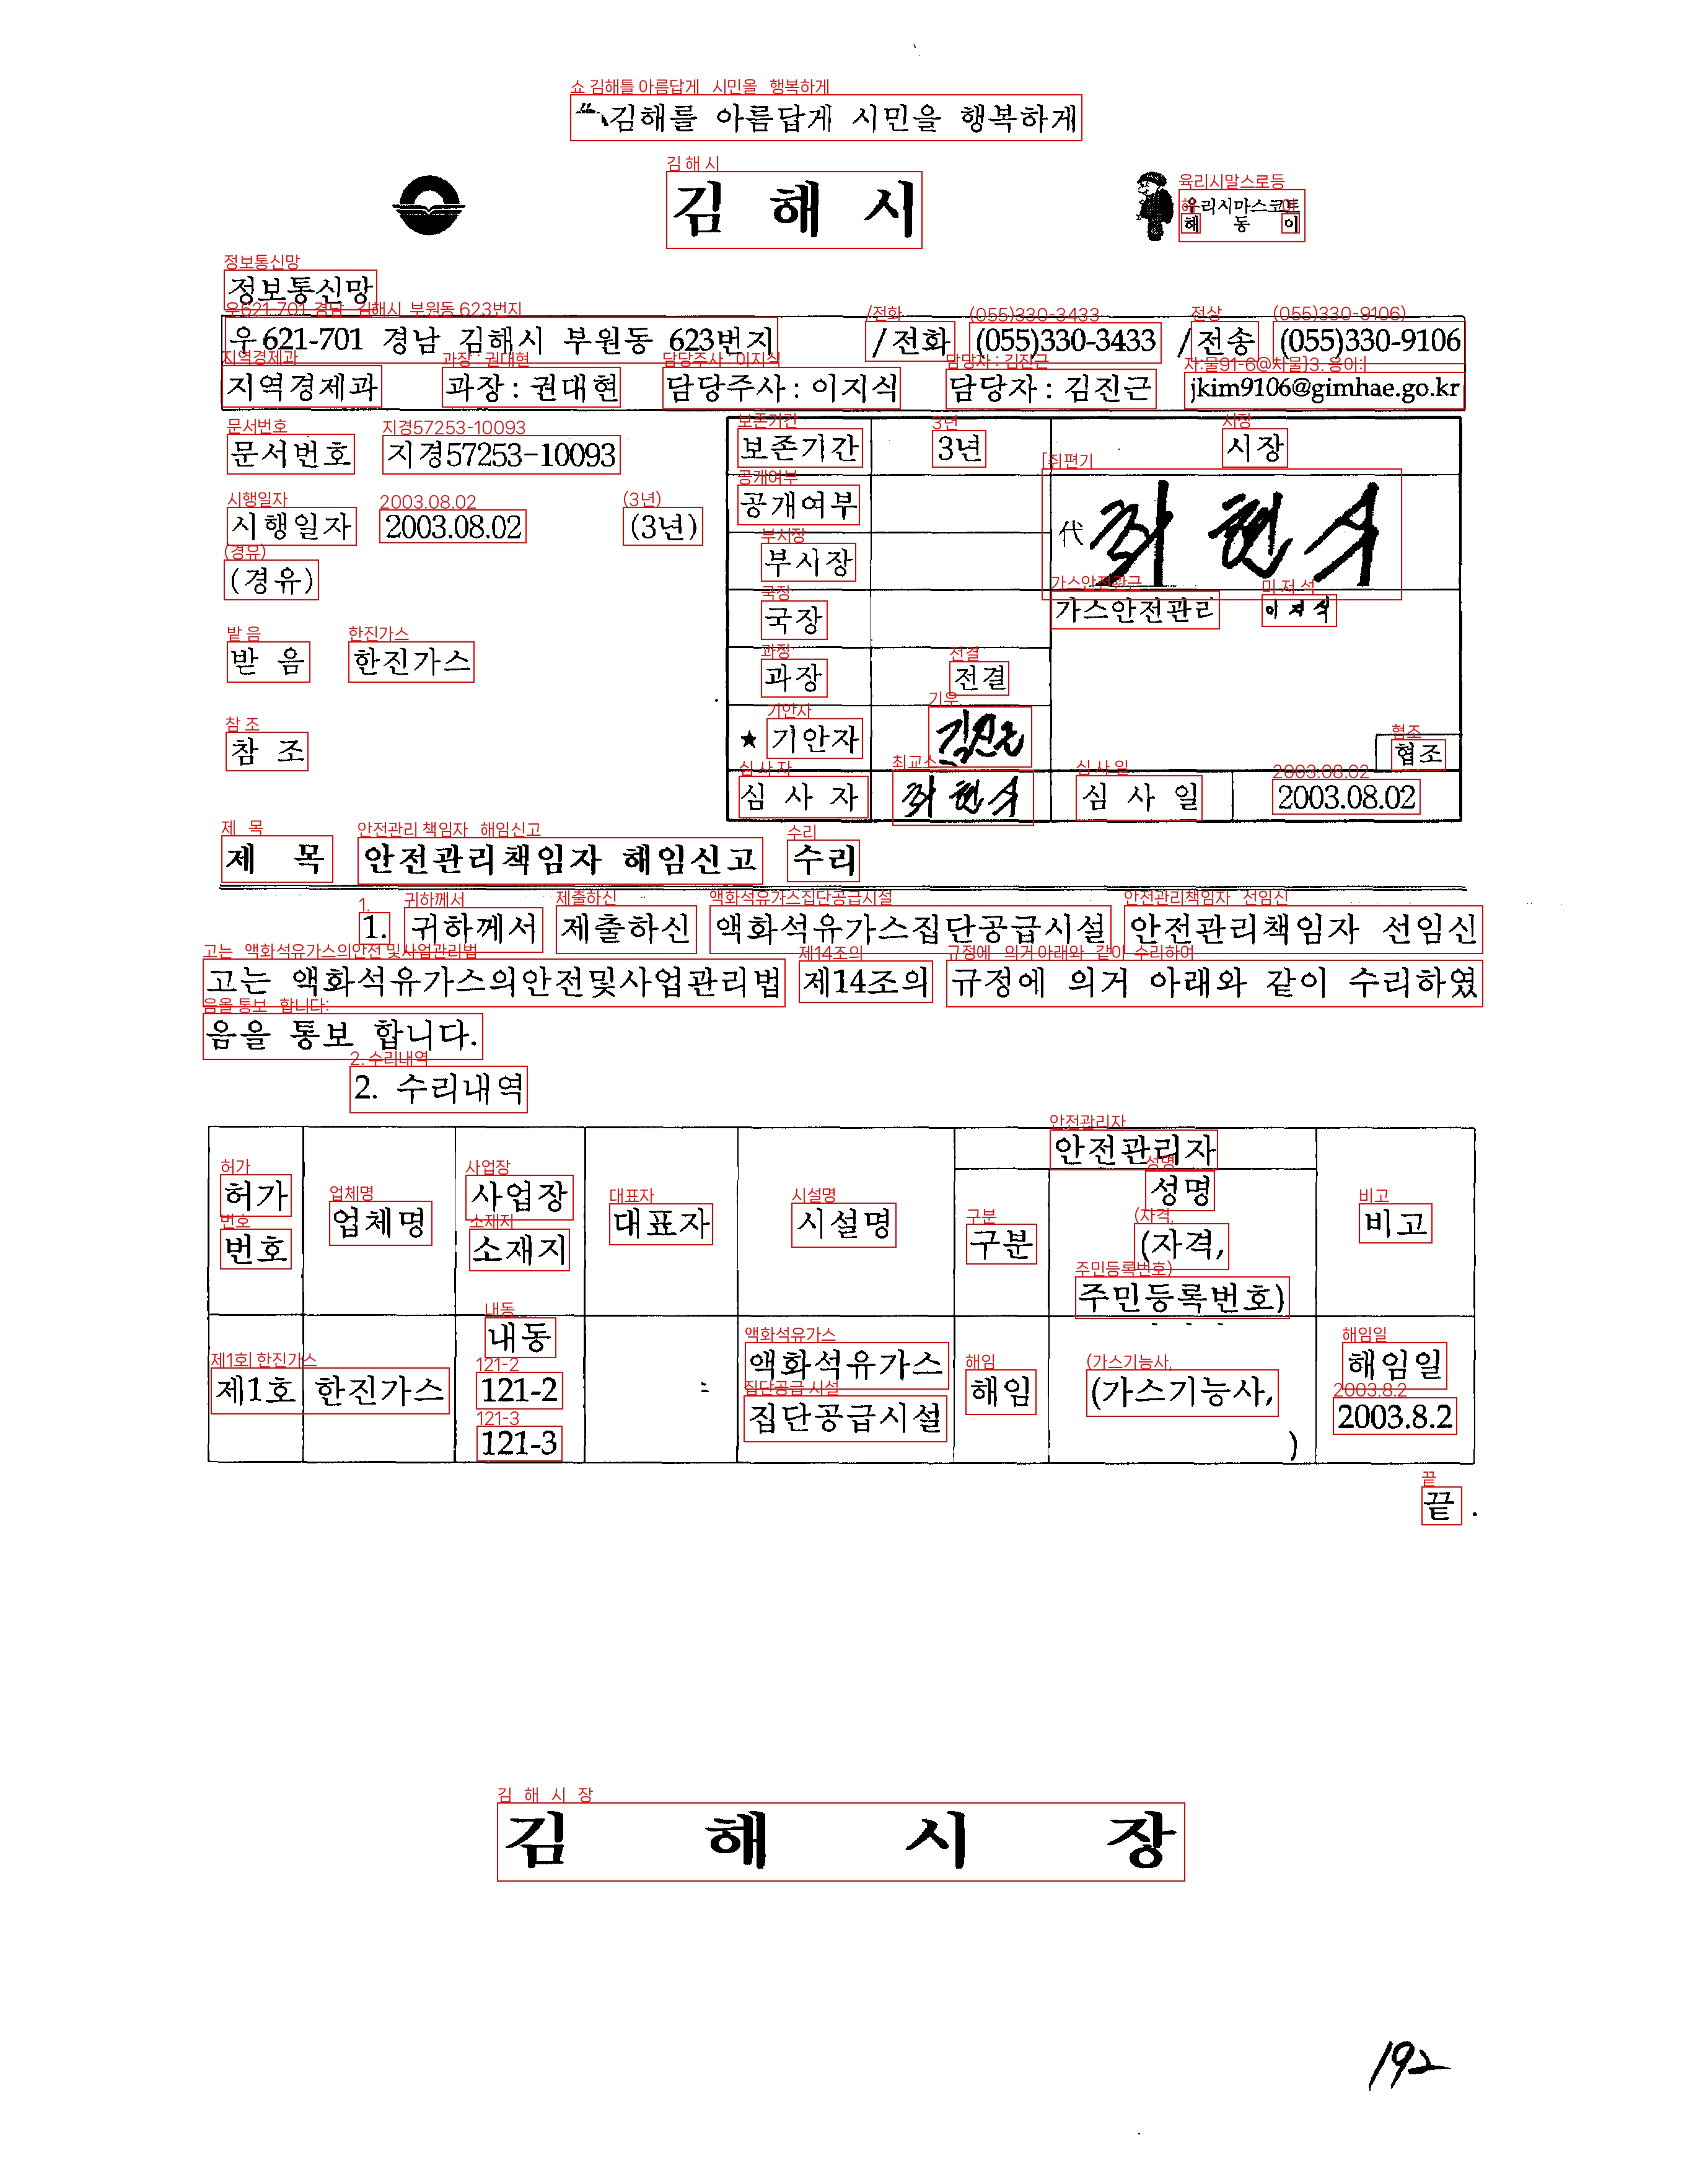 김해를 아름답게 시민을 행복하게
김 해 시
우리시마스코트
해 동 이
정보통신망
우 621-701 경남 김해시 부원동 623번지 /전화 (055)330-3433 /전송 (055)330-9106
지역경제과 과장 : 권대현 담당주사 : 이지식 담당자 : 김진근 jkim9106@gimhae.go.kr
문서번호 지경57253-10093
시행일자 2003.08.02 (3년)
(경유)
받 음 한진가스
참 조
보존기간 3년 시장
공개여부
代
부시장
국장 가스안전관리
과장 전결
★ 기안자 김진근 협조
심 사 자 심 사 일 2003.08.02
제 목 안전관리책임자 해임신고 수리
1. 귀하께서 제출하신 액화석유가스집단공급시설 안전관리책임자 선임신
고는 액화석유가스의안전및사업관리법 제14조의 규정에 의거 아래와 같이 수리하였
음을 통보 합니다.
2. 수리내역
허가 번호 업체명 사업장 소재지 대표자 시설명 안전관리자 비고
구분 성명 (자격, 주민등록번호)
제1호 한진가스 내동 121-2 121-3 액화석유가스 집단공급시설 해임 (가스기능사, ) 해임일 2003.8.2
끝 .
김 해 시 장
192